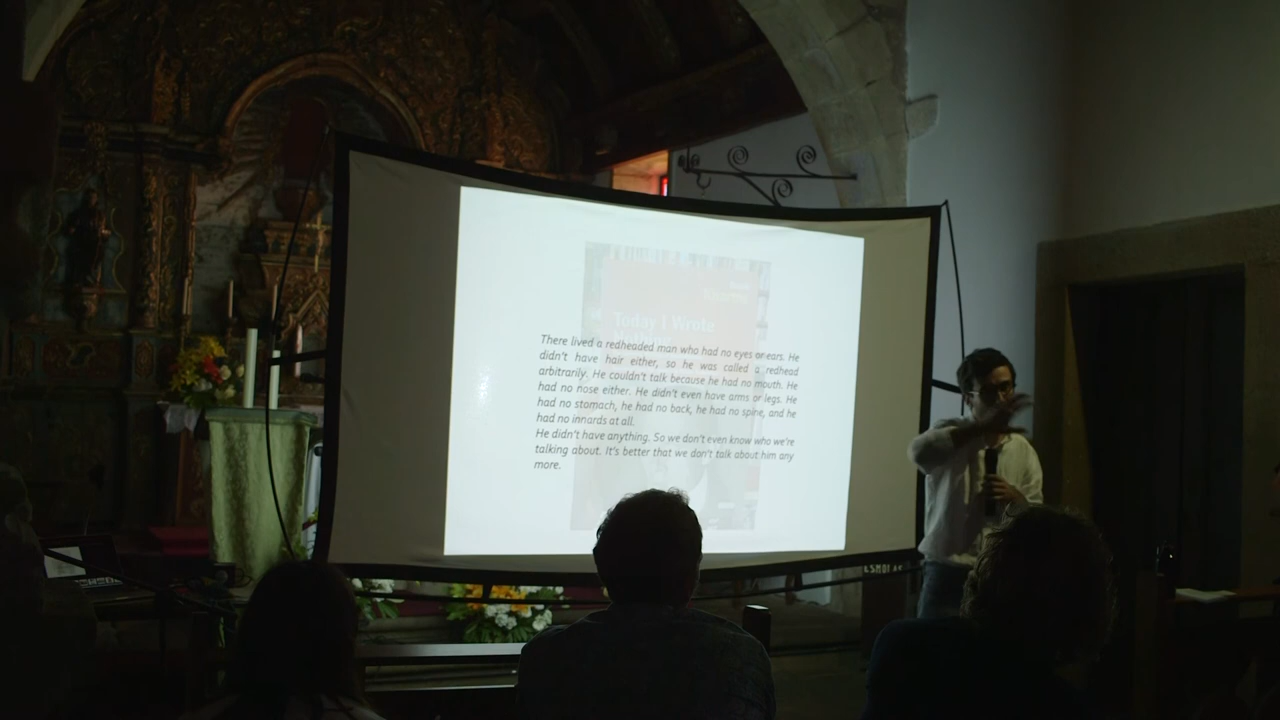 Today I Wrote
There lived a redheaded man who had no eyes or ears. He
didn't have hair either, so he was called a redhead
arbitrarily. He couldn't talk because he had no mouth. He
had no nose either. He didn't even have arms or legs. He
had no stomach, he had no back, he had no spine, and he
had no innards at all.
He didn't have anything. So we don't even know who we're
talking about. It's better that we don't talk about him any
more.